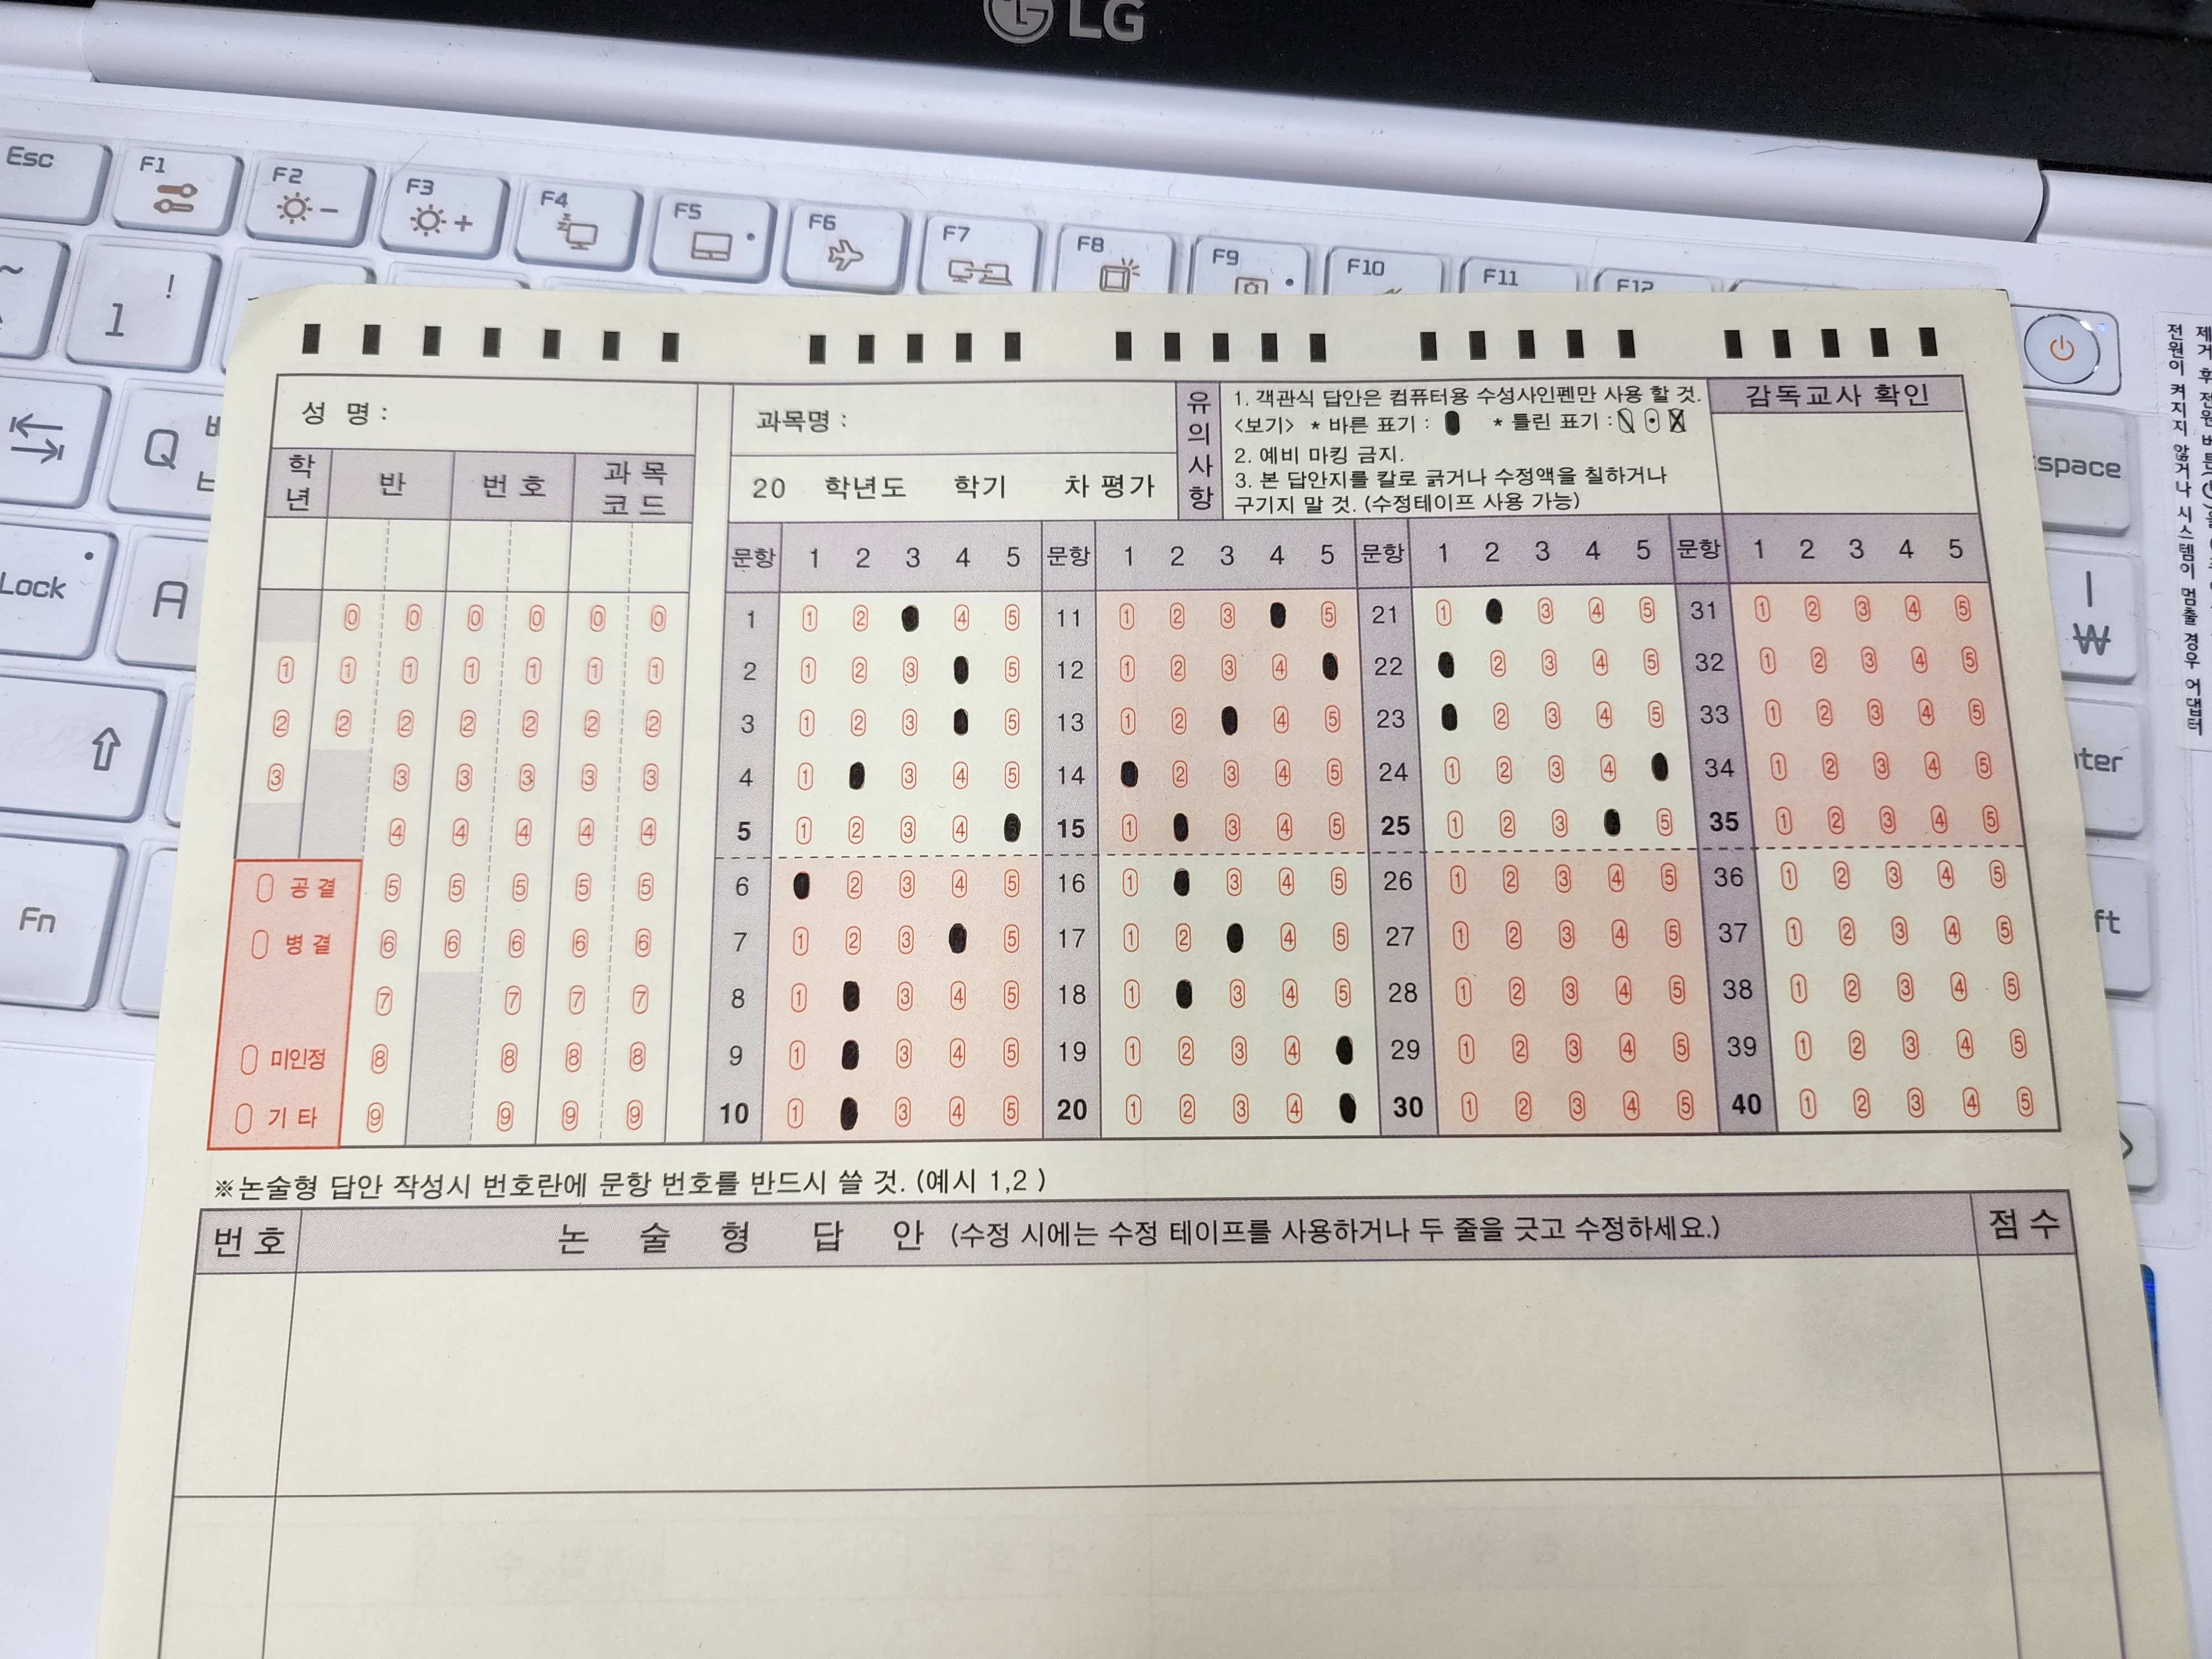 LG
Esc F1 F2 F3 F4 F5 F6 F7 F8 F9 F10 F11 F12
~ ! 1
Q ㅂ
Lock A
Fn
space
₩
성 명 :
학년 반 번호 과목코드
과목명 :
20 학년도 학기 차 평가
유의사항
1. 객관식 답안은 컴퓨터용 수성사인펜만 사용 할 것.
<보기> * 바른 표기 : * 틀린 표기 :
2. 예비 마킹 금지.
3. 본 답안지를 칼로 긁거나 수정액을 칠하거나
구기지 말 것. (수정테이프 사용 가능)
감독교사 확인
문항 1 2 3 4 5 문항 1 2 3 4 5 문항 1 2 3 4 5 문항 1 2 3 4 5
0 0 0 0 0 0
1 1 1 1 1 1 1
2 2 2 2 2 2 2
3 3 3 3 3 3
4 4 4 4 4
공결 5 5 5 5 5
병결 6 6 6 6 6
7 7 7 7
미인정 8 8 8 8
기타 9 9 9 9
1 1 2 4 5 11 1 2 3 5 21 1 3 4 5 31 1 2 3 4 5
2 1 2 3 5 12 1 2 3 4 22 2 3 4 5 32 1 2 3 4 5
3 1 2 3 5 13 1 2 4 5 23 2 3 4 5 33 1 2 3 4 5
4 1 3 4 5 14 2 3 4 5 24 1 2 3 4 34 1 2 3 4 5
5 1 2 3 4 15 1 3 4 5 25 1 2 3 5 35 1 2 3 4 5
6 2 3 4 5 16 1 3 4 5 26 1 2 3 4 5 36 1 2 3 4 5
7 1 2 3 5 17 1 2 4 5 27 1 2 3 4 5 37 1 2 3 4 5
8 1 3 4 5 18 1 3 4 5 28 1 2 3 4 5 38 1 2 3 4 5
9 1 3 4 5 19 1 2 3 4 29 1 2 3 4 5 39 1 2 3 4 5
10 1 3 4 5 20 1 2 3 4 30 1 2 3 4 5 40 1 2 3 4 5
※논술형 답안 작성시 번호란에 문항 번호를 반드시 쓸 것. (예시 1,2 )
번호 논 술 형 답 안 (수정 시에는 수정 테이프를 사용하거나 두 줄을 긋고 수정하세요.) 점수
전원이 켜지지 않거나 시스템이 멈출 경우 어댑터